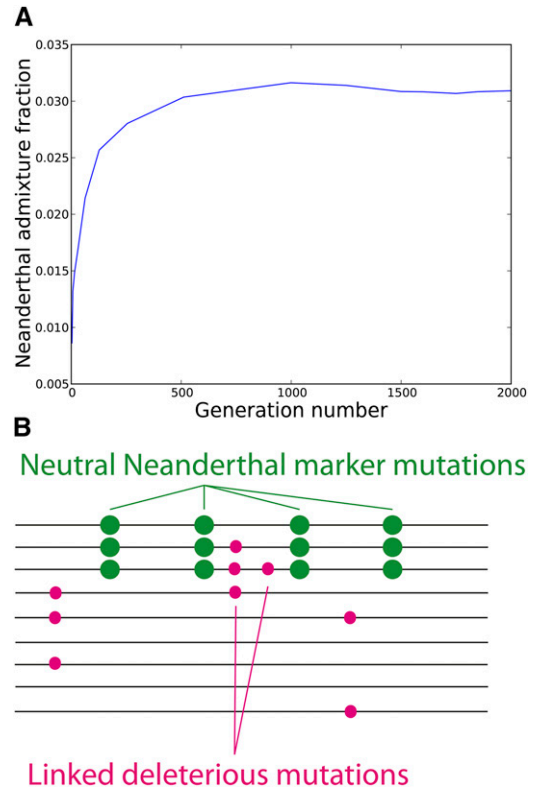 A
0.035
0.030
0.025
0.020
0.015
0.010
0.005
Neanderthal admixture fraction
0 500 1000 1500 2000
Generation number
B
Neutral Neanderthal marker mutations
Linked deleterious mutations